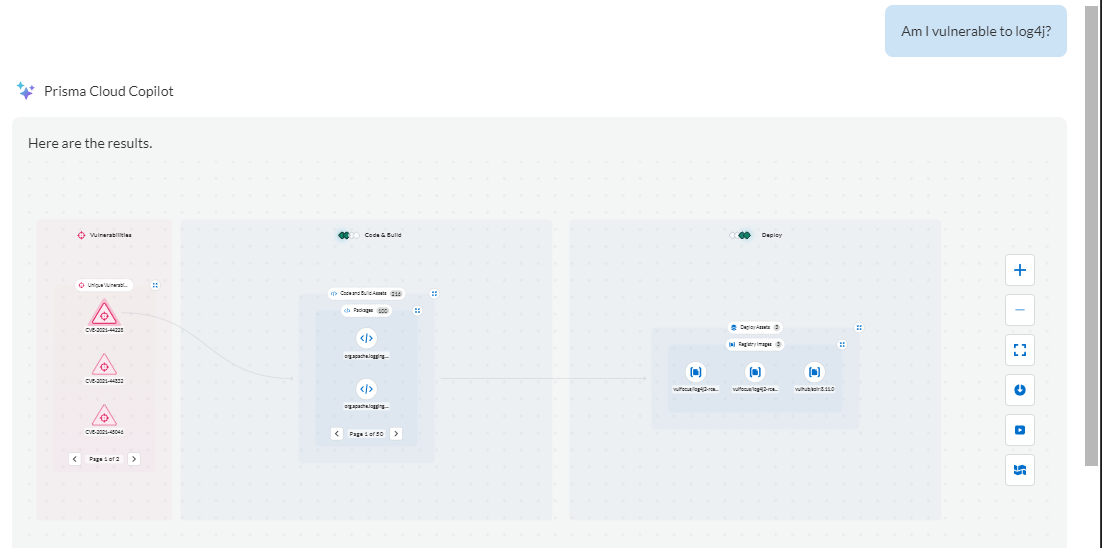 Am I vulnerable to log4j?
Prisma Cloud Copilot
Here are the results.
Vulnerabilities
Code & Build
Deploy
Unique Vulnerabil...
CVE-2021-44228
CVE-2021-44832
CVE-2021-45046
Page 1 of 2
Code and Build Assets 216
Packages 100
org.apache.logging...
org.apache.logging...
Page 1 of 50
Deploy Assets 3
Registry Images 3
vulfocus/log4j2-rce...
vulfocus/log4j2-rce...
vulhub/solr:8.11.0